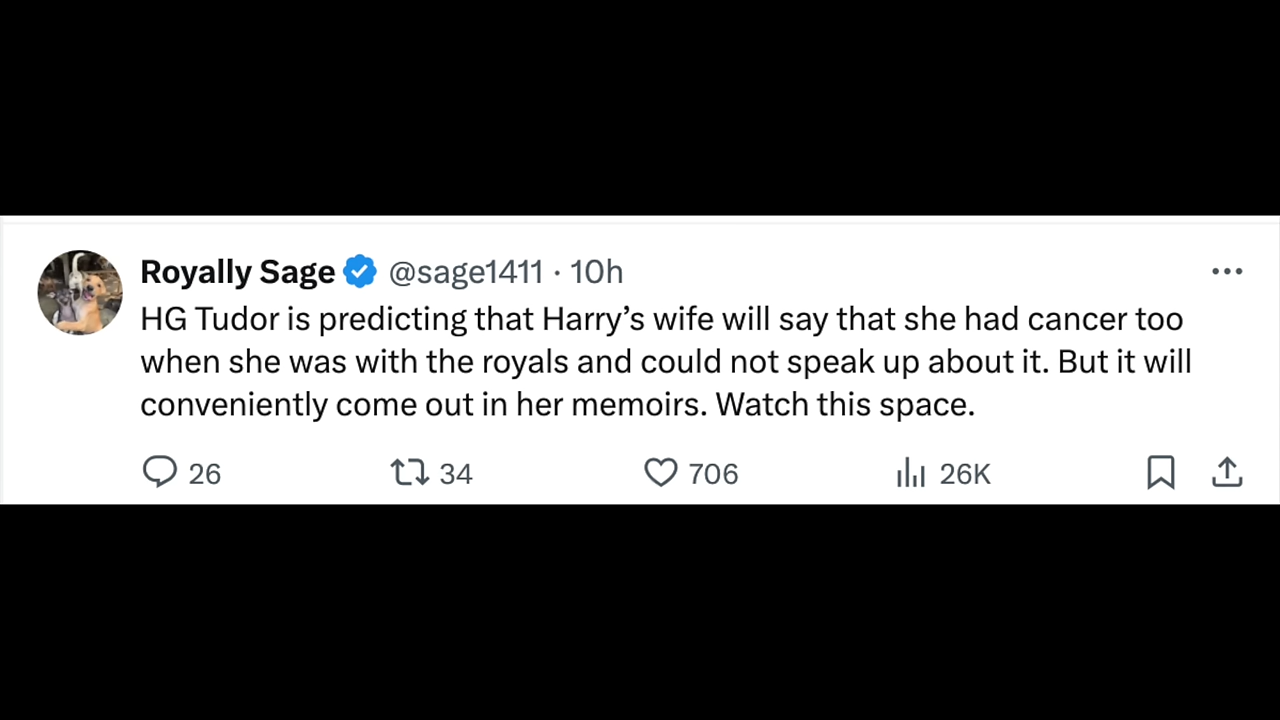 Royally Sage @sage1411 · 10h
HG Tudor is predicting that Harry’s wife will say that she had cancer too
when she was with the royals and could not speak up about it. But it will
conveniently come out in her memoirs. Watch this space.
26 34 706 26K